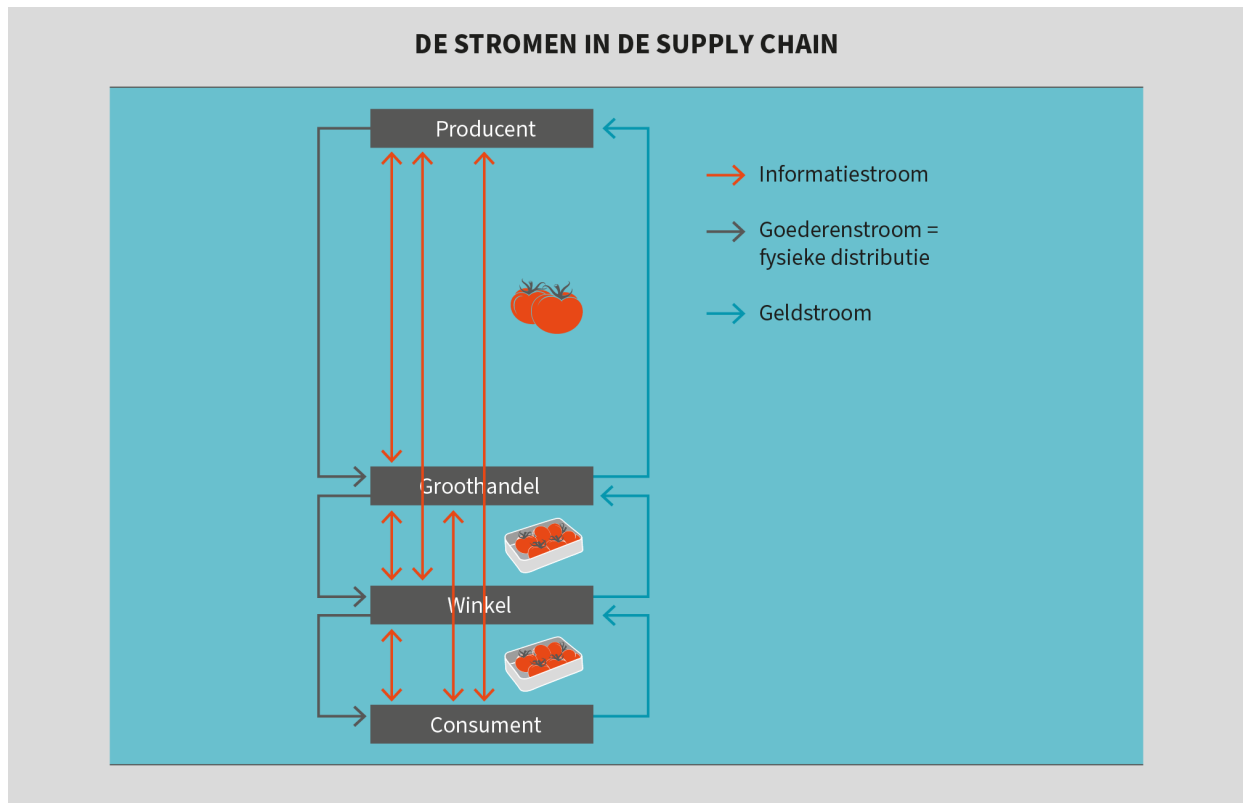 DE STROMEN IN DE SUPPLY CHAIN
Producent
Informatiestroom
Goederenstroom =
fysieke distributie
Geldstroom
Groothandel
Winkel
Consument